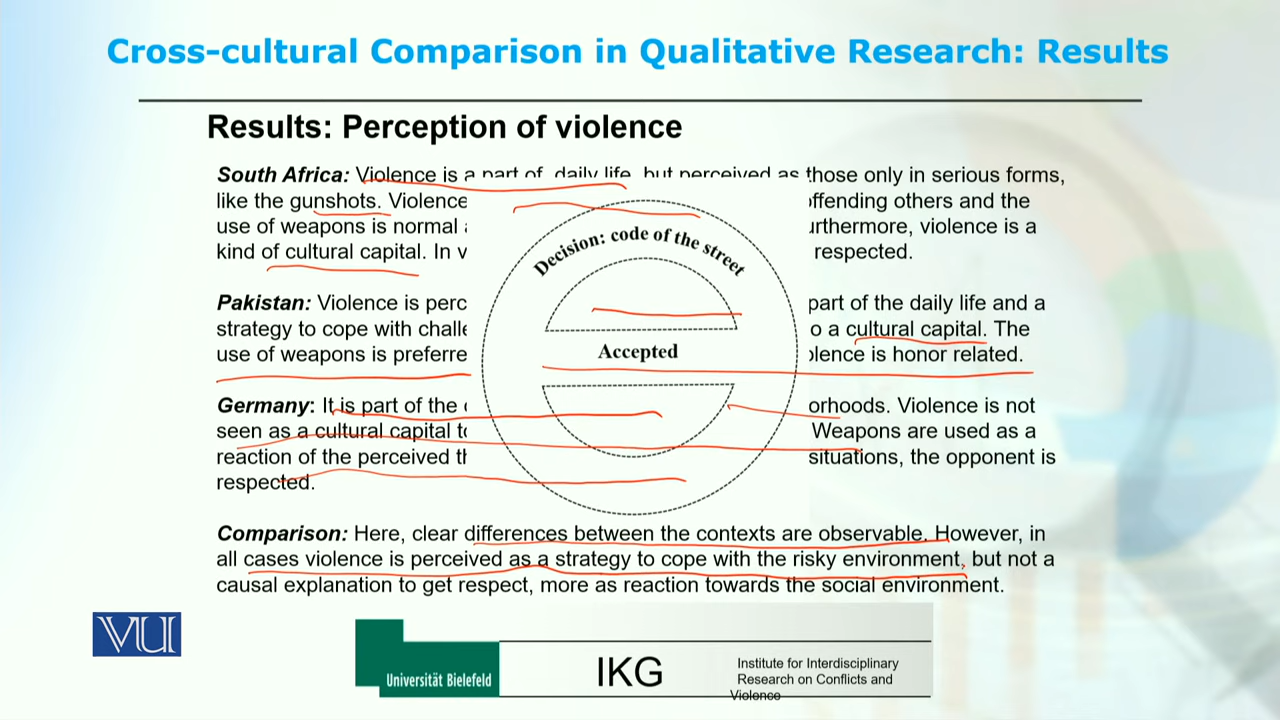 Cross-cultural Comparison in Qualitative Research: Results
Results: Perception of violence
South Africa: Violence is a part of daily life, but perceived as those only in serious forms,
like the gunshots. Violence offending others and the
use of weapons is normal urthermore, violence is a
kind of cultural capital. In v respected.
Decision: code of the street
Pakistan: Violence is perc part of the daily life and a
strategy to cope with challe o a cultural capital. The
use of weapons is preferre olence is honor related.
Accepted
Germany: It is part of the orhoods. Violence is not
seen as a cultural capital to Weapons are used as a
reaction of the perceived th situations, the opponent is
respected.
Comparison: Here, clear differences between the contexts are observable. However, in
all cases violence is perceived as a strategy to cope with the risky environment, but not a
causal explanation to get respect, more as reaction towards the social environment.
VU
Universität Bielefeld
IKG
Institute for Interdisciplinary
Research on Conflicts and
Violence